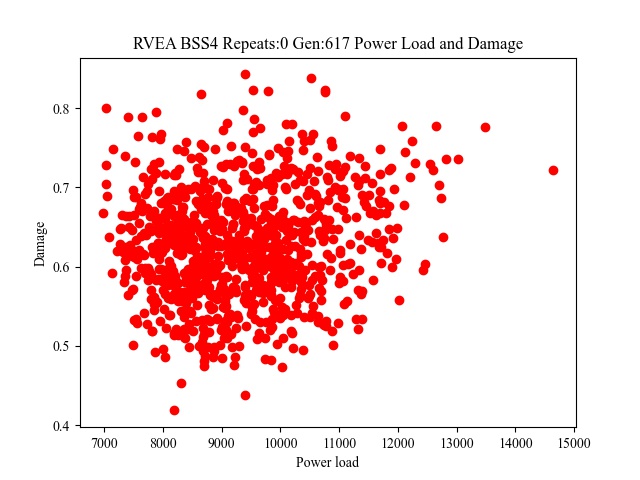 RVEA BSS4 Repeats:0 Gen:617 Power Load and Damage
Damage
0.8
0.7
0.6
0.5
0.4
7000 8000 9000 10000 11000 12000 13000 14000 15000
Power load